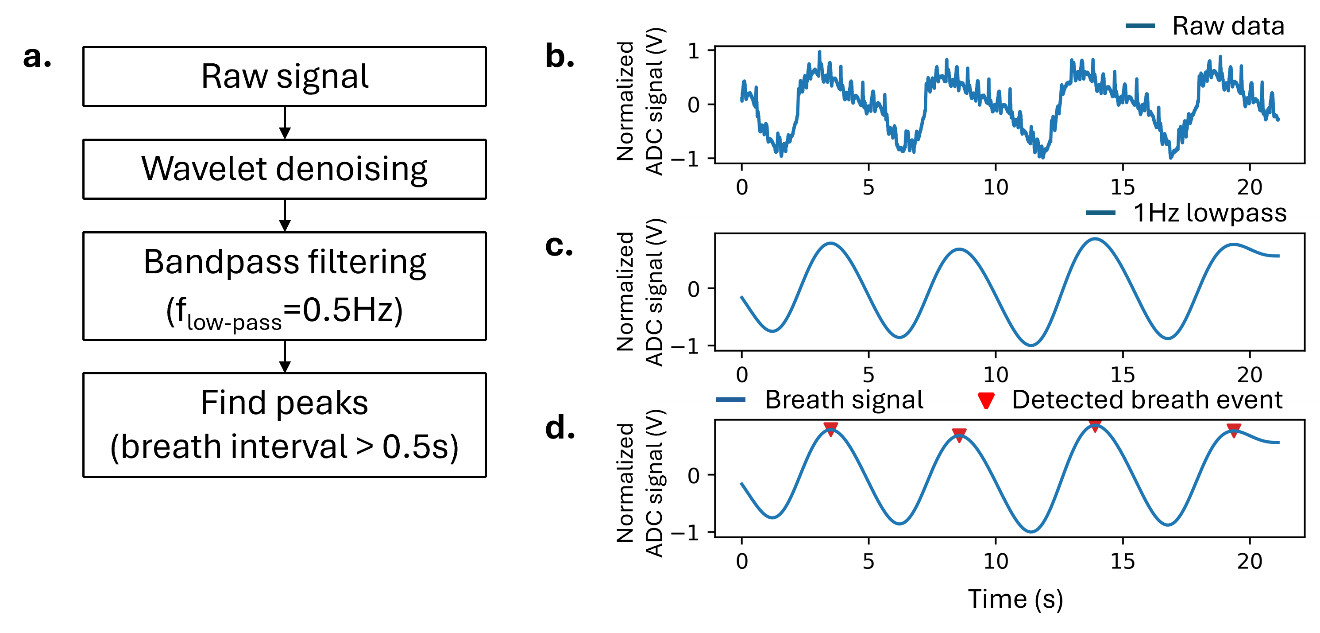 a.
Raw signal
Wavelet denoising
Bandpass filtering
(flow-pass=0.5Hz)
Find peaks
(breath interval > 0.5s)
b.
Raw data
Normalized
ADC signal (V)
1
0
−1
0 5 10 15 20
c.
1Hz lowpass
Normalized
ADC signal (V)
0
−1
0 5 10 15 20
d.
Breath signal Detected breath event
Normalized
ADC signal (V)
0
−1
0 5 10 15 20
Time (s)